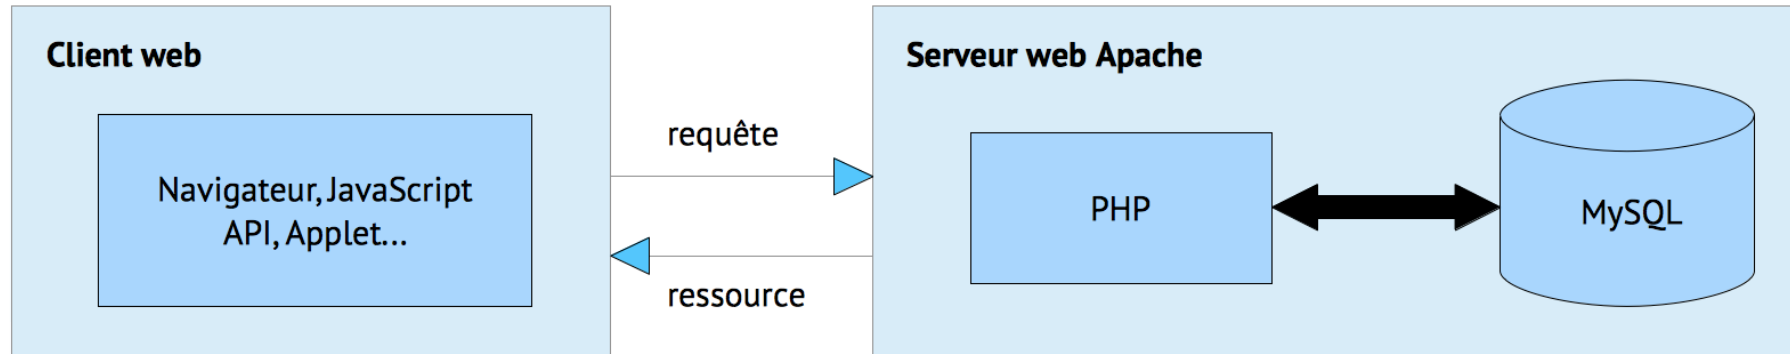 Client web
Navigateur, JavaScript
API, Applet...
requête
ressource
Serveur web Apache
PHP
MySQL